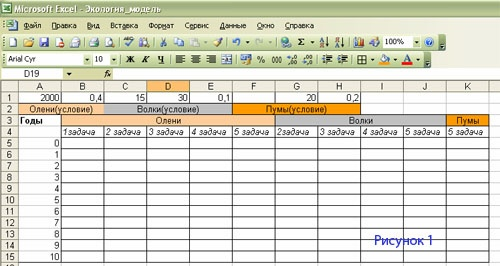 Microsoft Excel - Экология_модель
Файл Правка Вид Вставка Формат Сервис Данные Окно Справка
100%
Arial Cyr 10 Ж К Ч
D19 fx
A B C D E F G H I J K
1 2000 0,4 15 30 0,1 20 0,2
2 Олени(условие) Волки(условие) Пумы(условие)
3 Годы Олени Волки Пумы
4 1задача 2 задача 3 задача 4 задача 5 задача 2задача 3 задача 4 задача 5 задача 5 задача
5 0
6 1
7 2
8 3
9 4
10 5
11 6
12 7
13 8
14 9
15 10
Рисунок 1